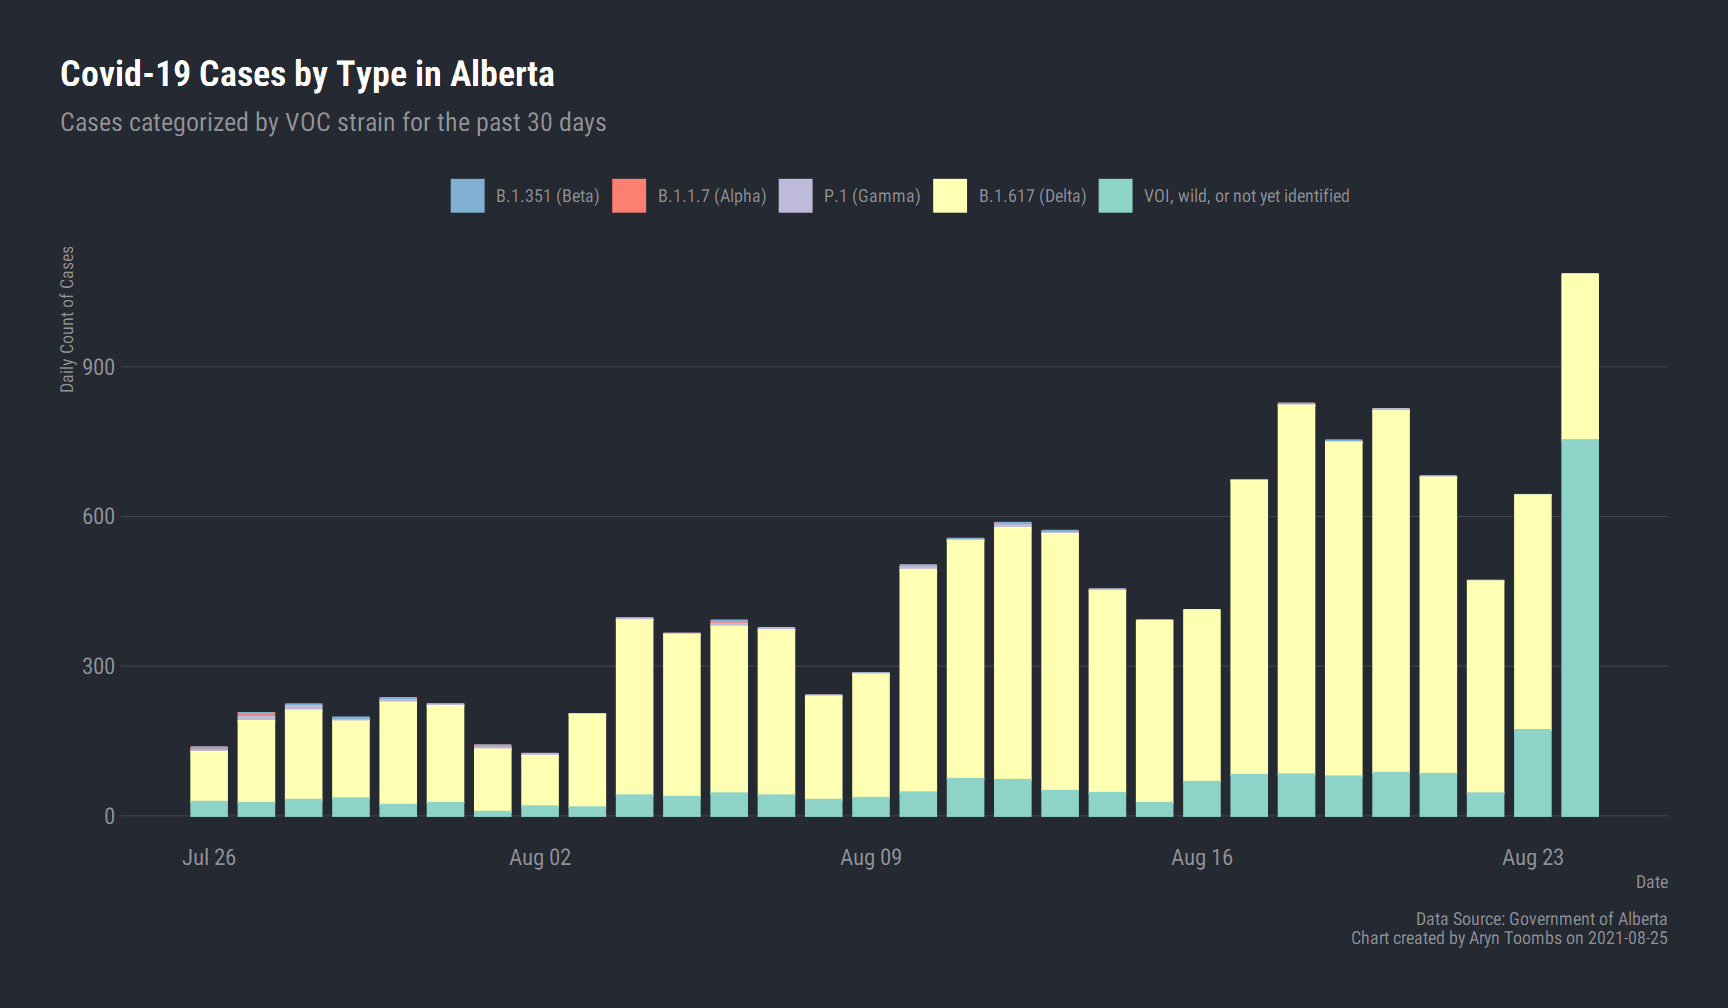 Covid-19 Cases by Type in Alberta
Cases categorized by VOC strain for the past 30 days
B.1.351 (Beta) B.1.1.7 (Alpha) P.1 (Gamma) B.1.617 (Delta) VOI, wild, or not yet identified
Daily Count of Cases
900
600
300
0
Jul 26 Aug 02 Aug 09 Aug 16 Aug 23
Date
Data Source: Government of Alberta
Chart created by Aryn Toombs on 2021-08-25